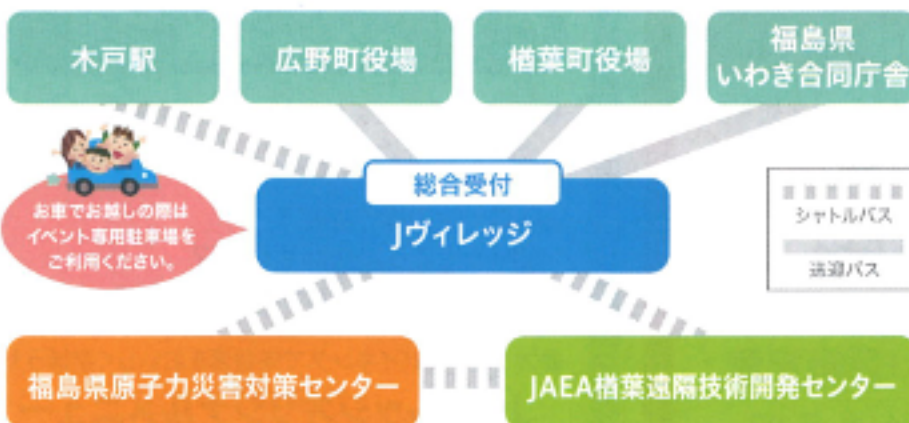 木戸駅
広野町役場
楢葉町役場
福島県
いわき合同庁舎
総合受付
Jヴィレッジ
お車でお越しの際は
イベント専用駐車場を
ご利用ください。
シャトルバス
送迎バス
福島県原子力災害対策センター
JAEA楢葉遠隔技術開発センター